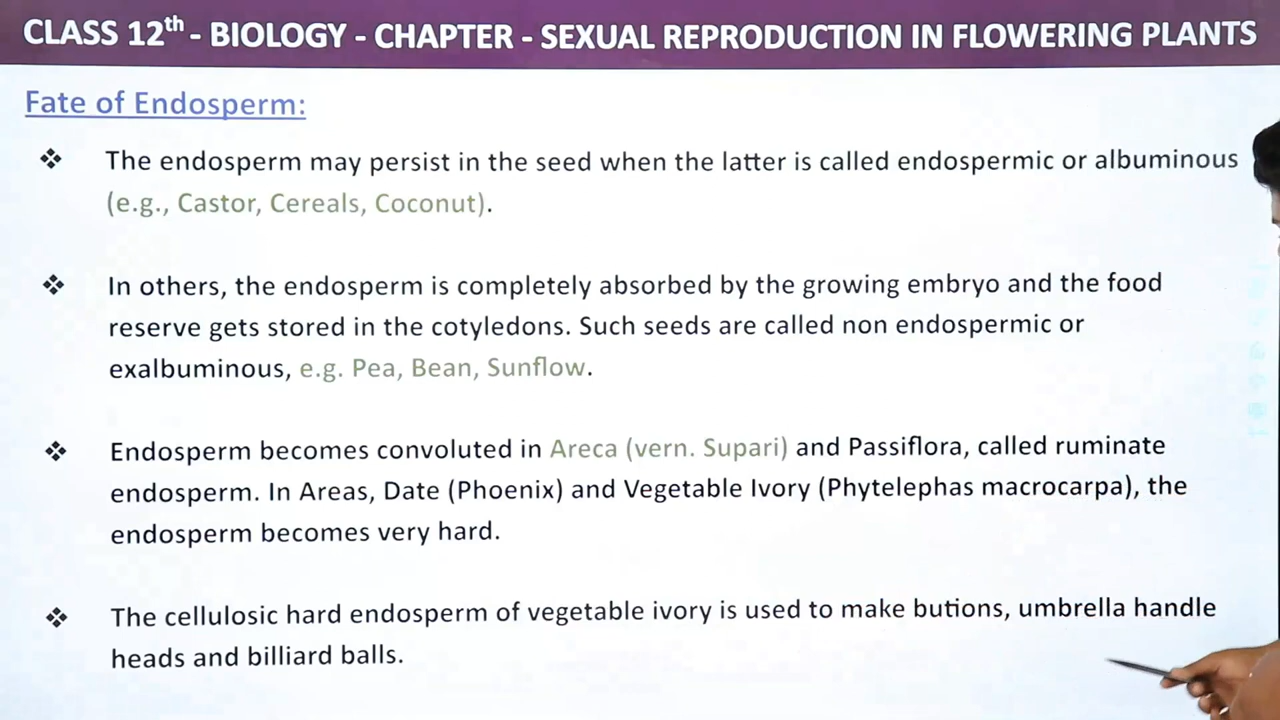 CLASS 12th - BIOLOGY - CHAPTER - SEXUAL REPRODUCTION IN FLOWERING PLANTS
Fate of Endosperm:
❖ The endosperm may persist in the seed when the latter is called endospermic or albuminous
(e.g., Castor, Cereals, Coconut).
❖ In others, the endosperm is completely absorbed by the growing embryo and the food
reserve gets stored in the cotyledons. Such seeds are called non endospermic or
exalbuminous, e.g. Pea, Bean, Sunflow.
❖ Endosperm becomes convoluted in Areca (vern. Supari) and Passiflora, called ruminate
endosperm. In Areas, Date (Phoenix) and Vegetable Ivory (Phytelephas macrocarpa), the
endosperm becomes very hard.
❖ The cellulosic hard endosperm of vegetable ivory is used to make buttons, umbrella handle
heads and billiard balls.